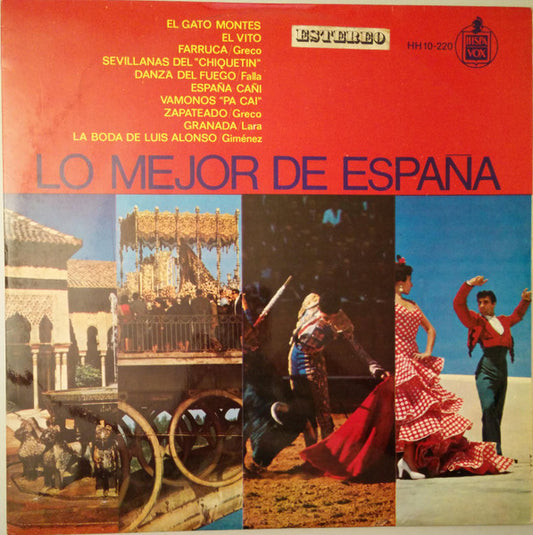 EL GATO MONTES
EL VITO
FARRUCA/Greco
SEVILLANAS DEL "CHIQUETIN"
DANZA DEL FUEGO/Falla
ESPAÑA CAÑI
VAMONOS "PA CAI"
ZAPATEADO/Greco
GRANADA/Lara
LA BODA DE LUIS ALONSO/Giménez
ESTEREO
HH 10-220
HISPA
VOX
LO MEJOR DE ESPAÑA